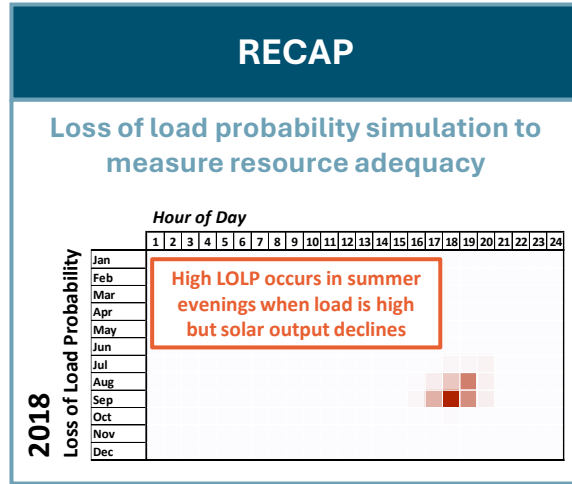 RECAP
Loss of load probability simulation to
measure resource adequacy
Hour of Day
1 2 3 4 5 6 7 8 9 10 11 12 13 14 15 16 17 18 19 20 21 22 23 24
2018
Loss of Load Probability
Jan
Feb
Mar
Apr
May
Jun
Jul
Aug
Sep
Oct
Nov
Dec
High LOLP occurs in summer
evenings when load is high
but solar output declines